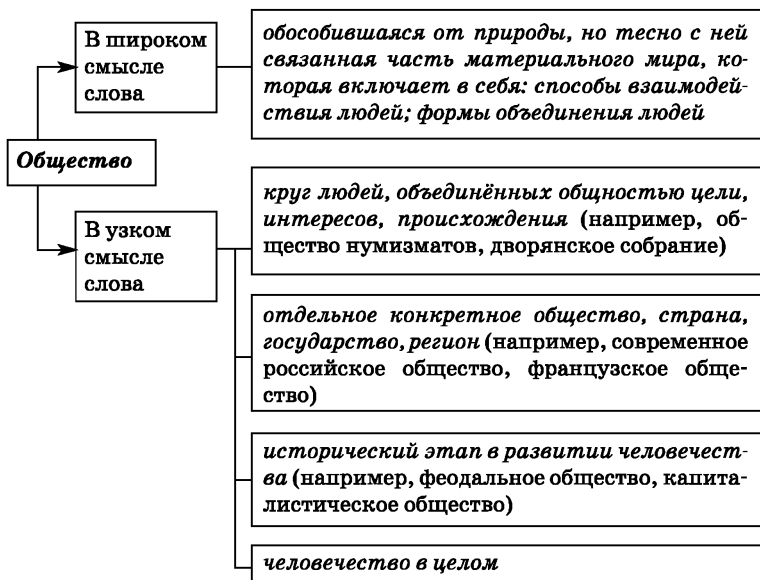 Общество
В широком
смысле
слова
обособившаяся от природы, но тесно с ней
связанная часть материального мира, ко-
торая включает в себя: способы взаимодей-
ствия людей; формы объединения людей
В узком
смысле
слова
круг людей, объединённых общностью цели,
интересов, происхождения (например, об-
щество нумизматов, дворянское собрание)
отдельное конкретное общество, страна,
государство, регион (например, современное
российское общество, французское обще-
ство)
исторический этап в развитии человечест-
ва (например, феодальное общество, капита-
листическое общество)
человечество в целом